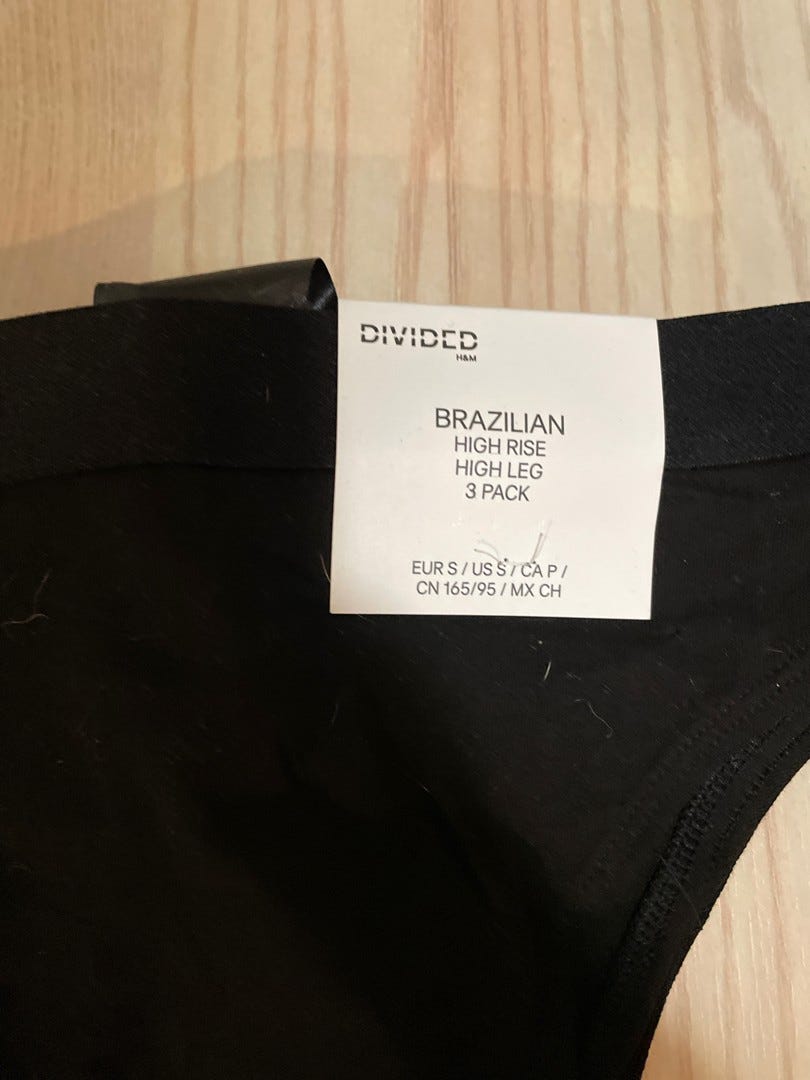 DIVIDED
H&M
BRAZILIAN
HIGH RISE
HIGH LEG
3 PACK
EUR S / US S / CA P /
CN 165/95 / MX CH